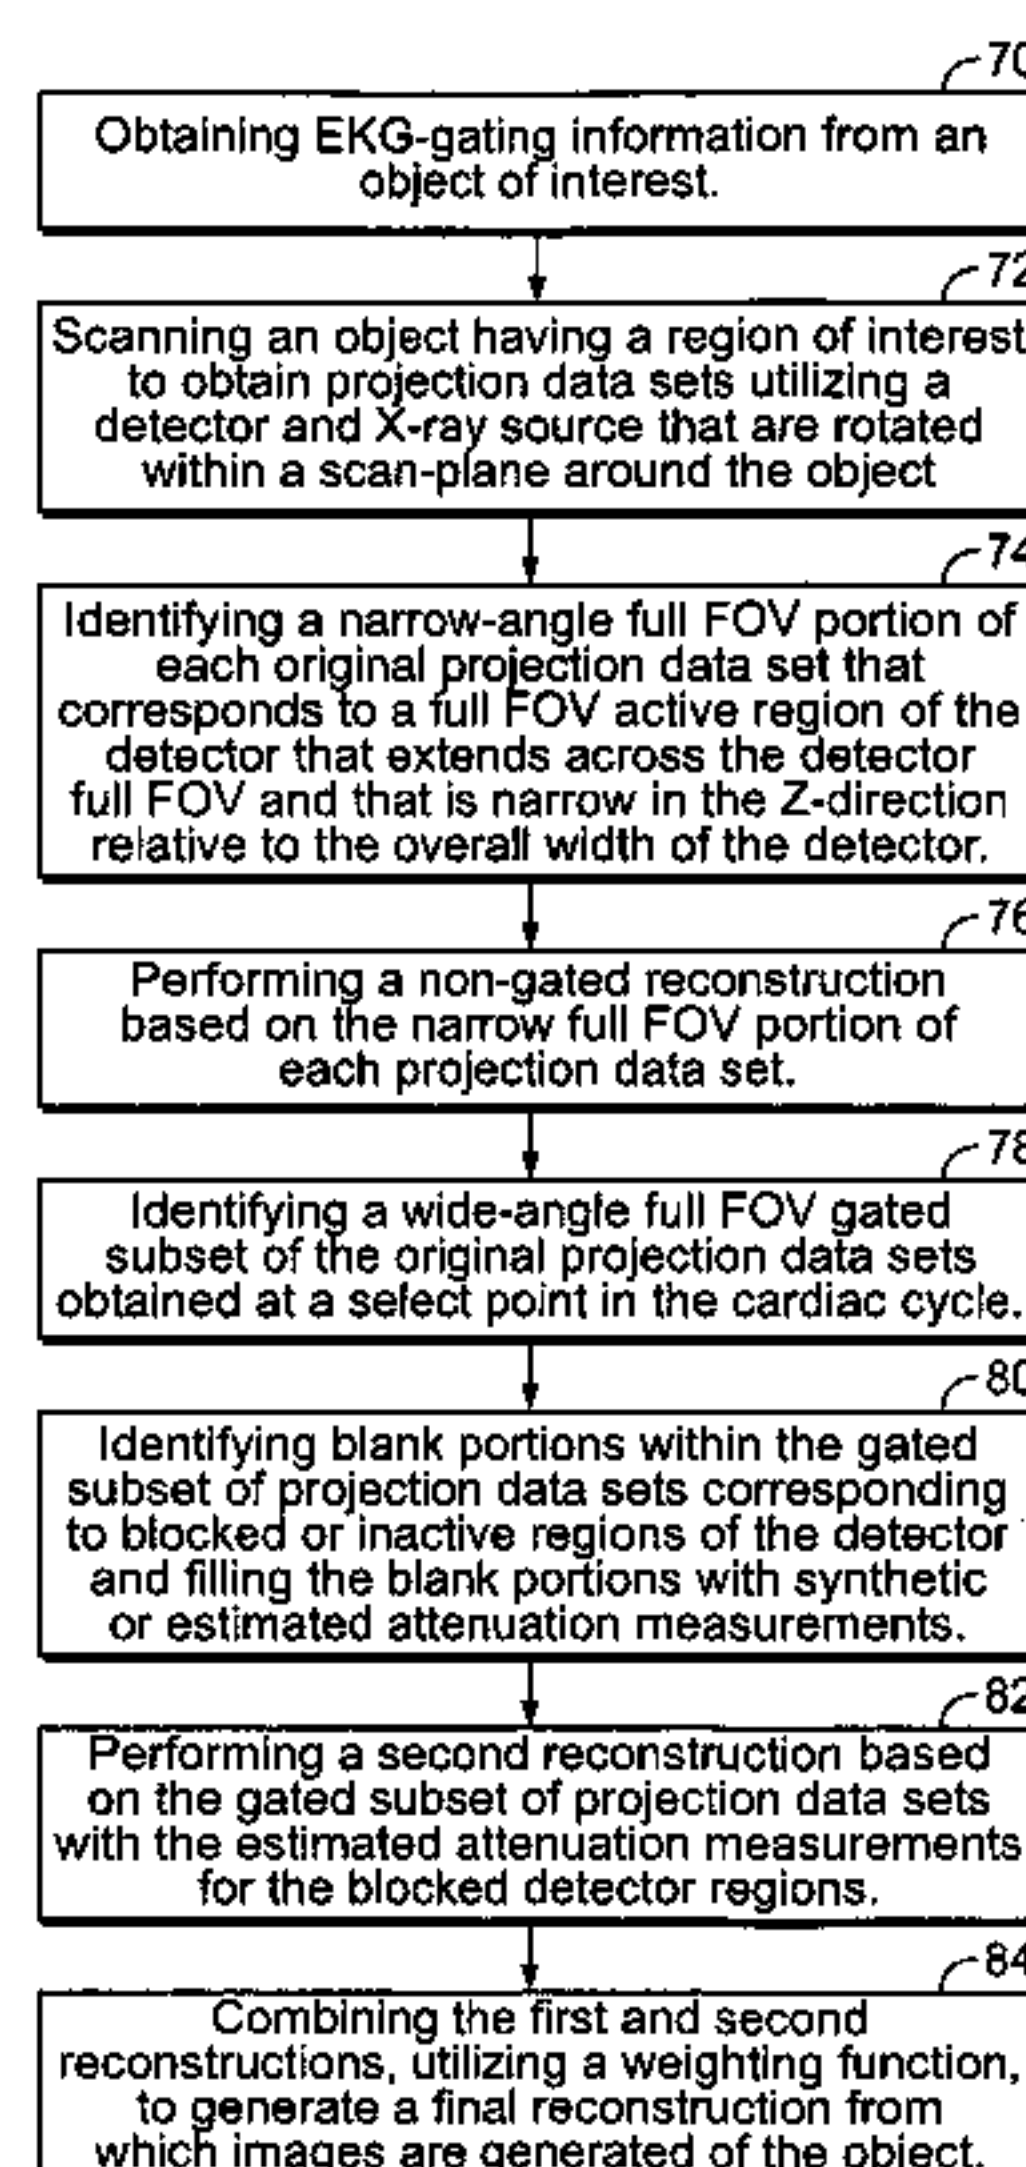 70
Obtaining EKG-gating information from an
object of interest.
72
Scanning an object having a region of interest
to obtain projection data sets utilizing a
detector and X-ray source that are rotated
within a scan-plane around the object
74
Identifying a narrow-angle full FOV portion of
each original projection data set that
corresponds to a full FOV active region of the
detector that extends across the detector
full FOV and that is narrow in the Z-direction
relative to the overall width of the detector.
76
Performing a non-gated reconstruction
based on the narrow full FOV portion of
each projection data set.
78
Identifying a wide-angle full FOV gated
subset of the original projection data sets
obtained at a select point in the cardiac cycle.
80
Identifying blank portions within the gated
subset of projection data sets corresponding
to blocked or inactive regions of the detector
and filling the blank portions with synthetic
or estimated attenuation measurements.
82
Performing a second reconstruction based
on the gated subset of projection data sets
with the estimated attenuation measurements
for the blocked detector regions.
84
Combining the first and second
reconstructions, utilizing a weighting function,
to generate a final reconstruction from
which images are generated of the object.